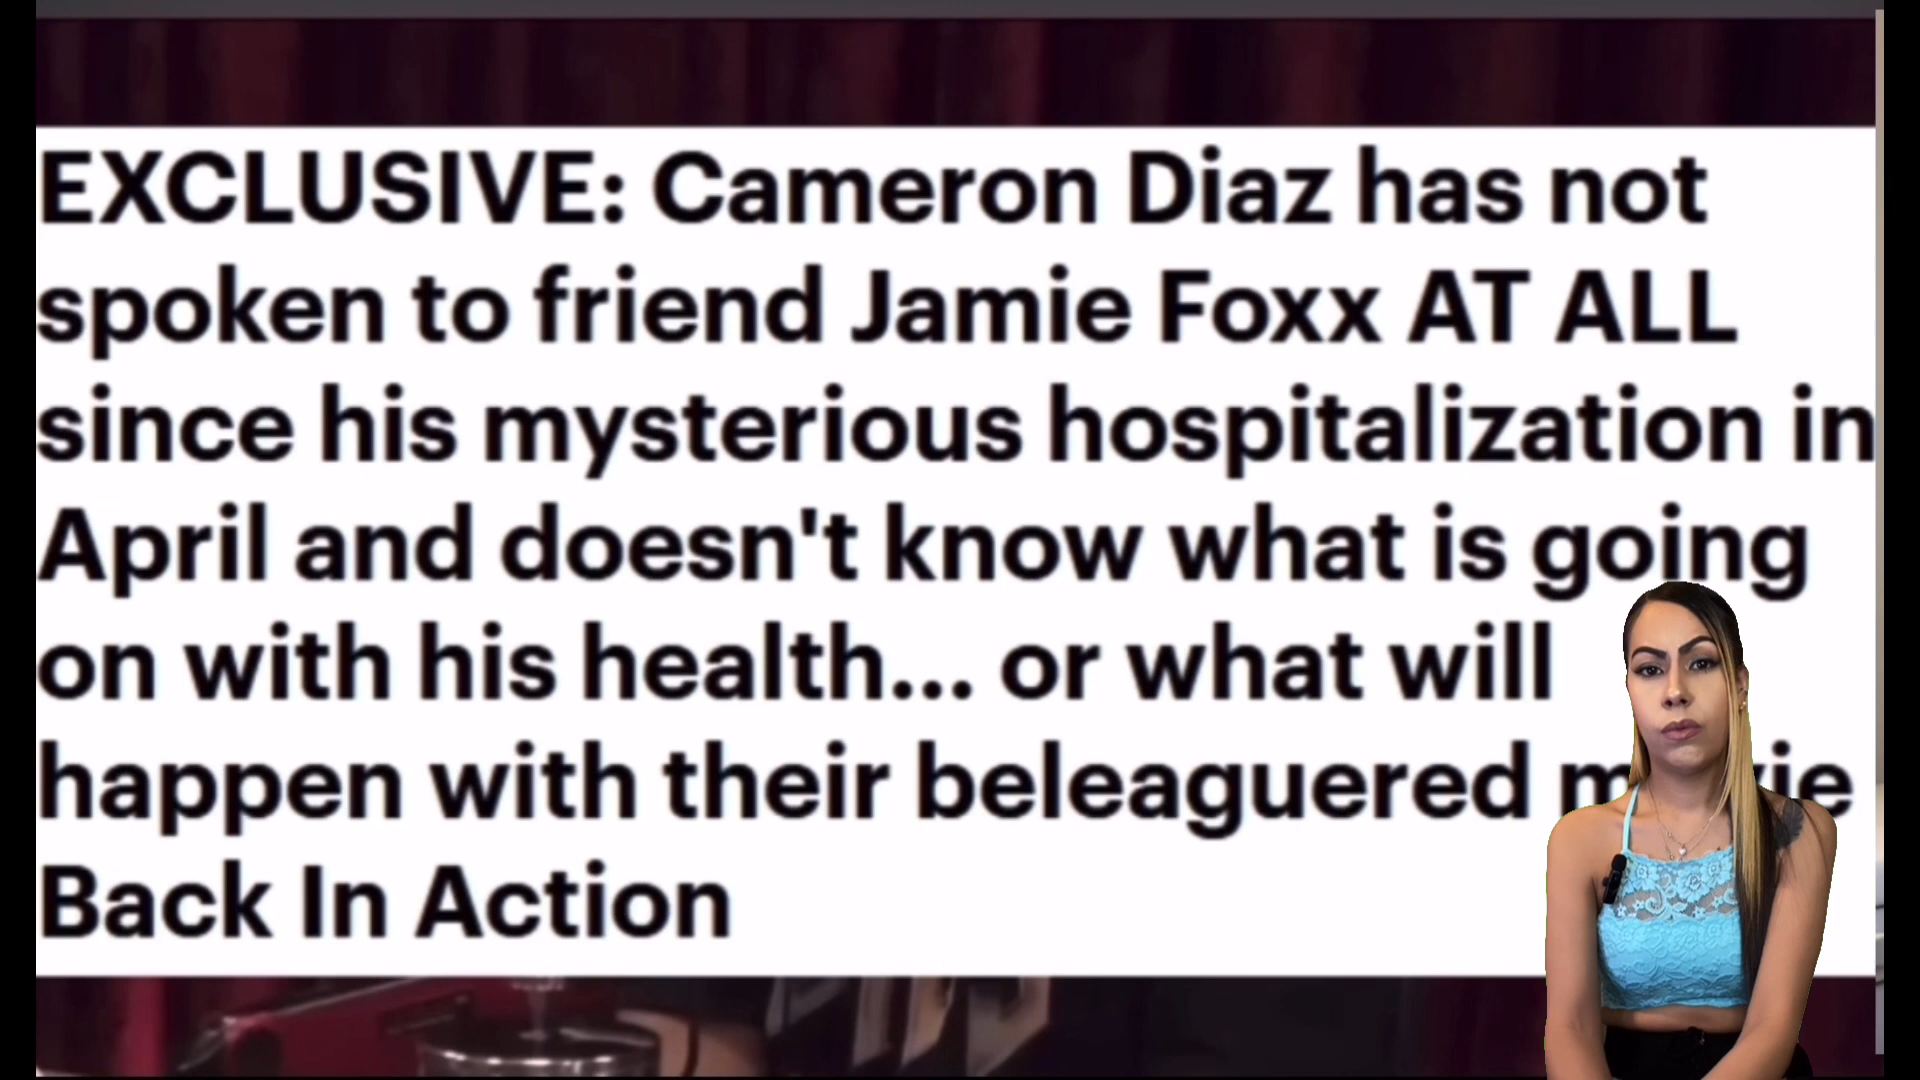 EXCLUSIVE: Cameron Diaz has not
spoken to friend Jamie Foxx AT ALL
since his mysterious hospitalization in
April and doesn't know what is going
on with his health... or what will
happen with their beleaguered movie
Back In Action